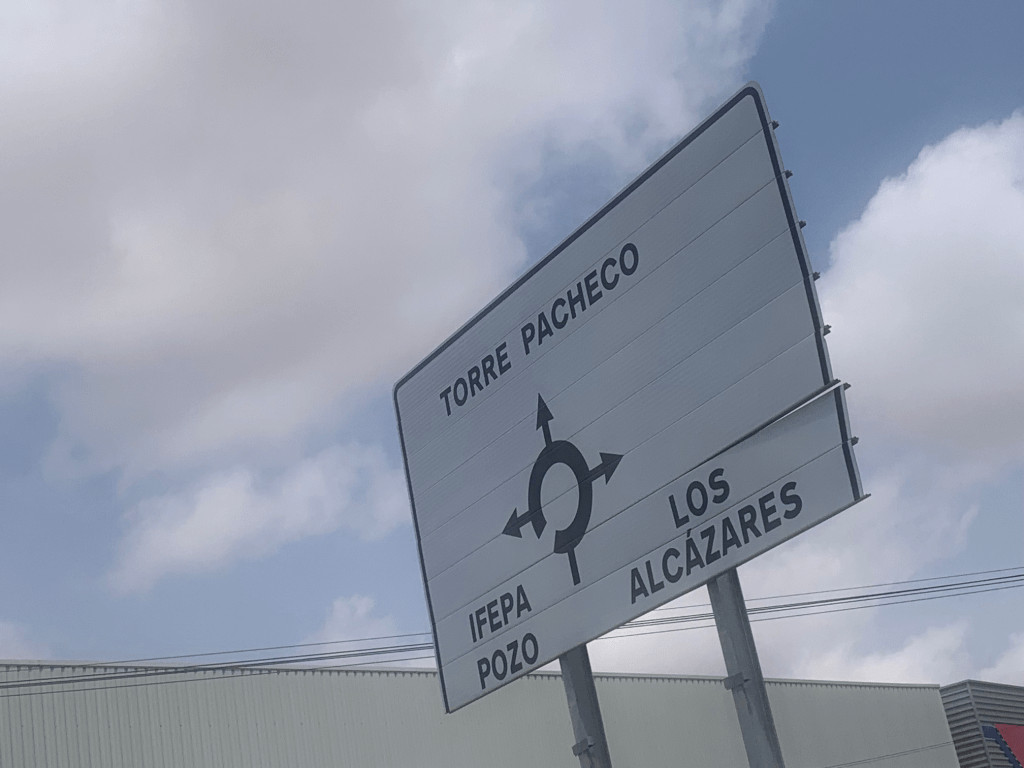 TORRE PACHECO
LOS
ALCÁZARES
IFEPA
POZO